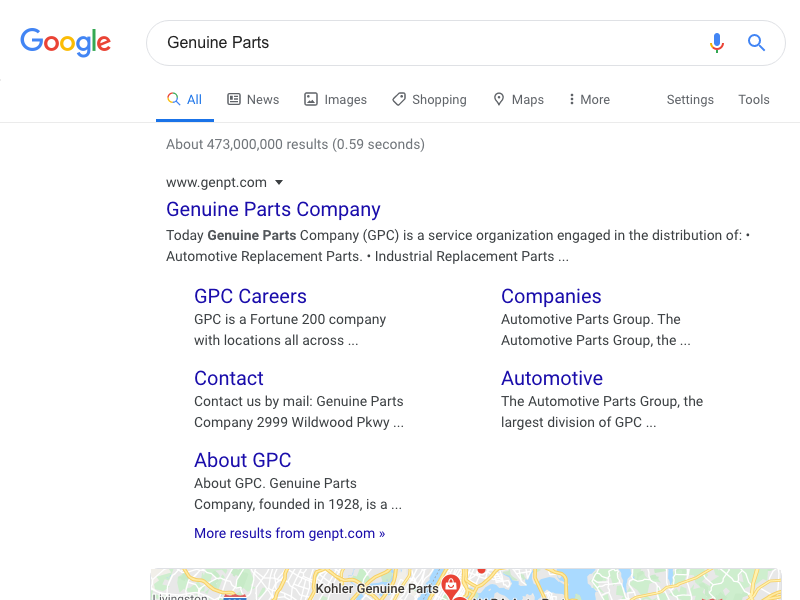 Google
Genuine Parts
All News Images Shopping Maps More Settings Tools
About 473,000,000 results (0.59 seconds)
www.genpt.com
Genuine Parts Company
Today Genuine Parts Company (GPC) is a service organization engaged in the distribution of: •
Automotive Replacement Parts. • Industrial Replacement Parts ...
GPC Careers
GPC is a Fortune 200 company
with locations all across ...
Companies
Automotive Parts Group. The
Automotive Parts Group, the ...
Contact
Contact us by mail: Genuine Parts
Company 2999 Wildwood Pkwy ...
Automotive
The Automotive Parts Group, the
largest division of GPC ...
About GPC
About GPC. Genuine Parts
Company, founded in 1928, is a ...
More results from genpt.com »
Kohler Genuine Parts
Livingston